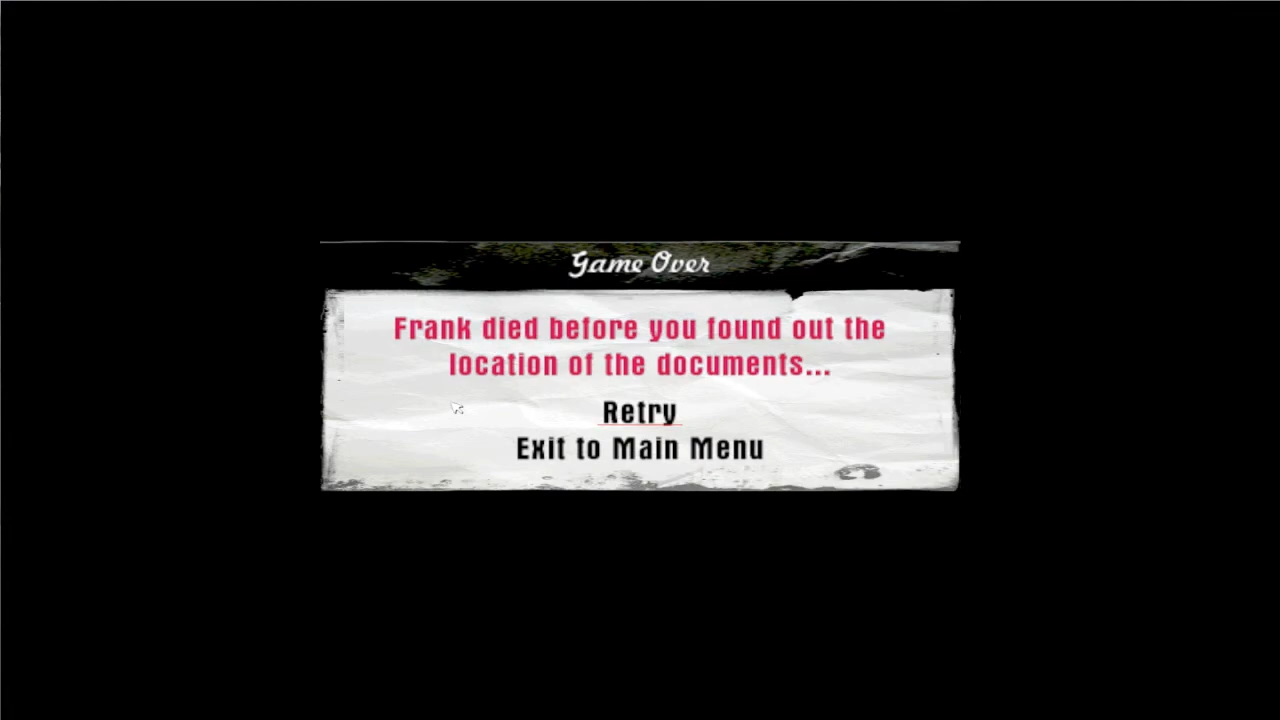 Game Over
Frank died before you found out the
location of the documents...
Retry
Exit to Main Menu